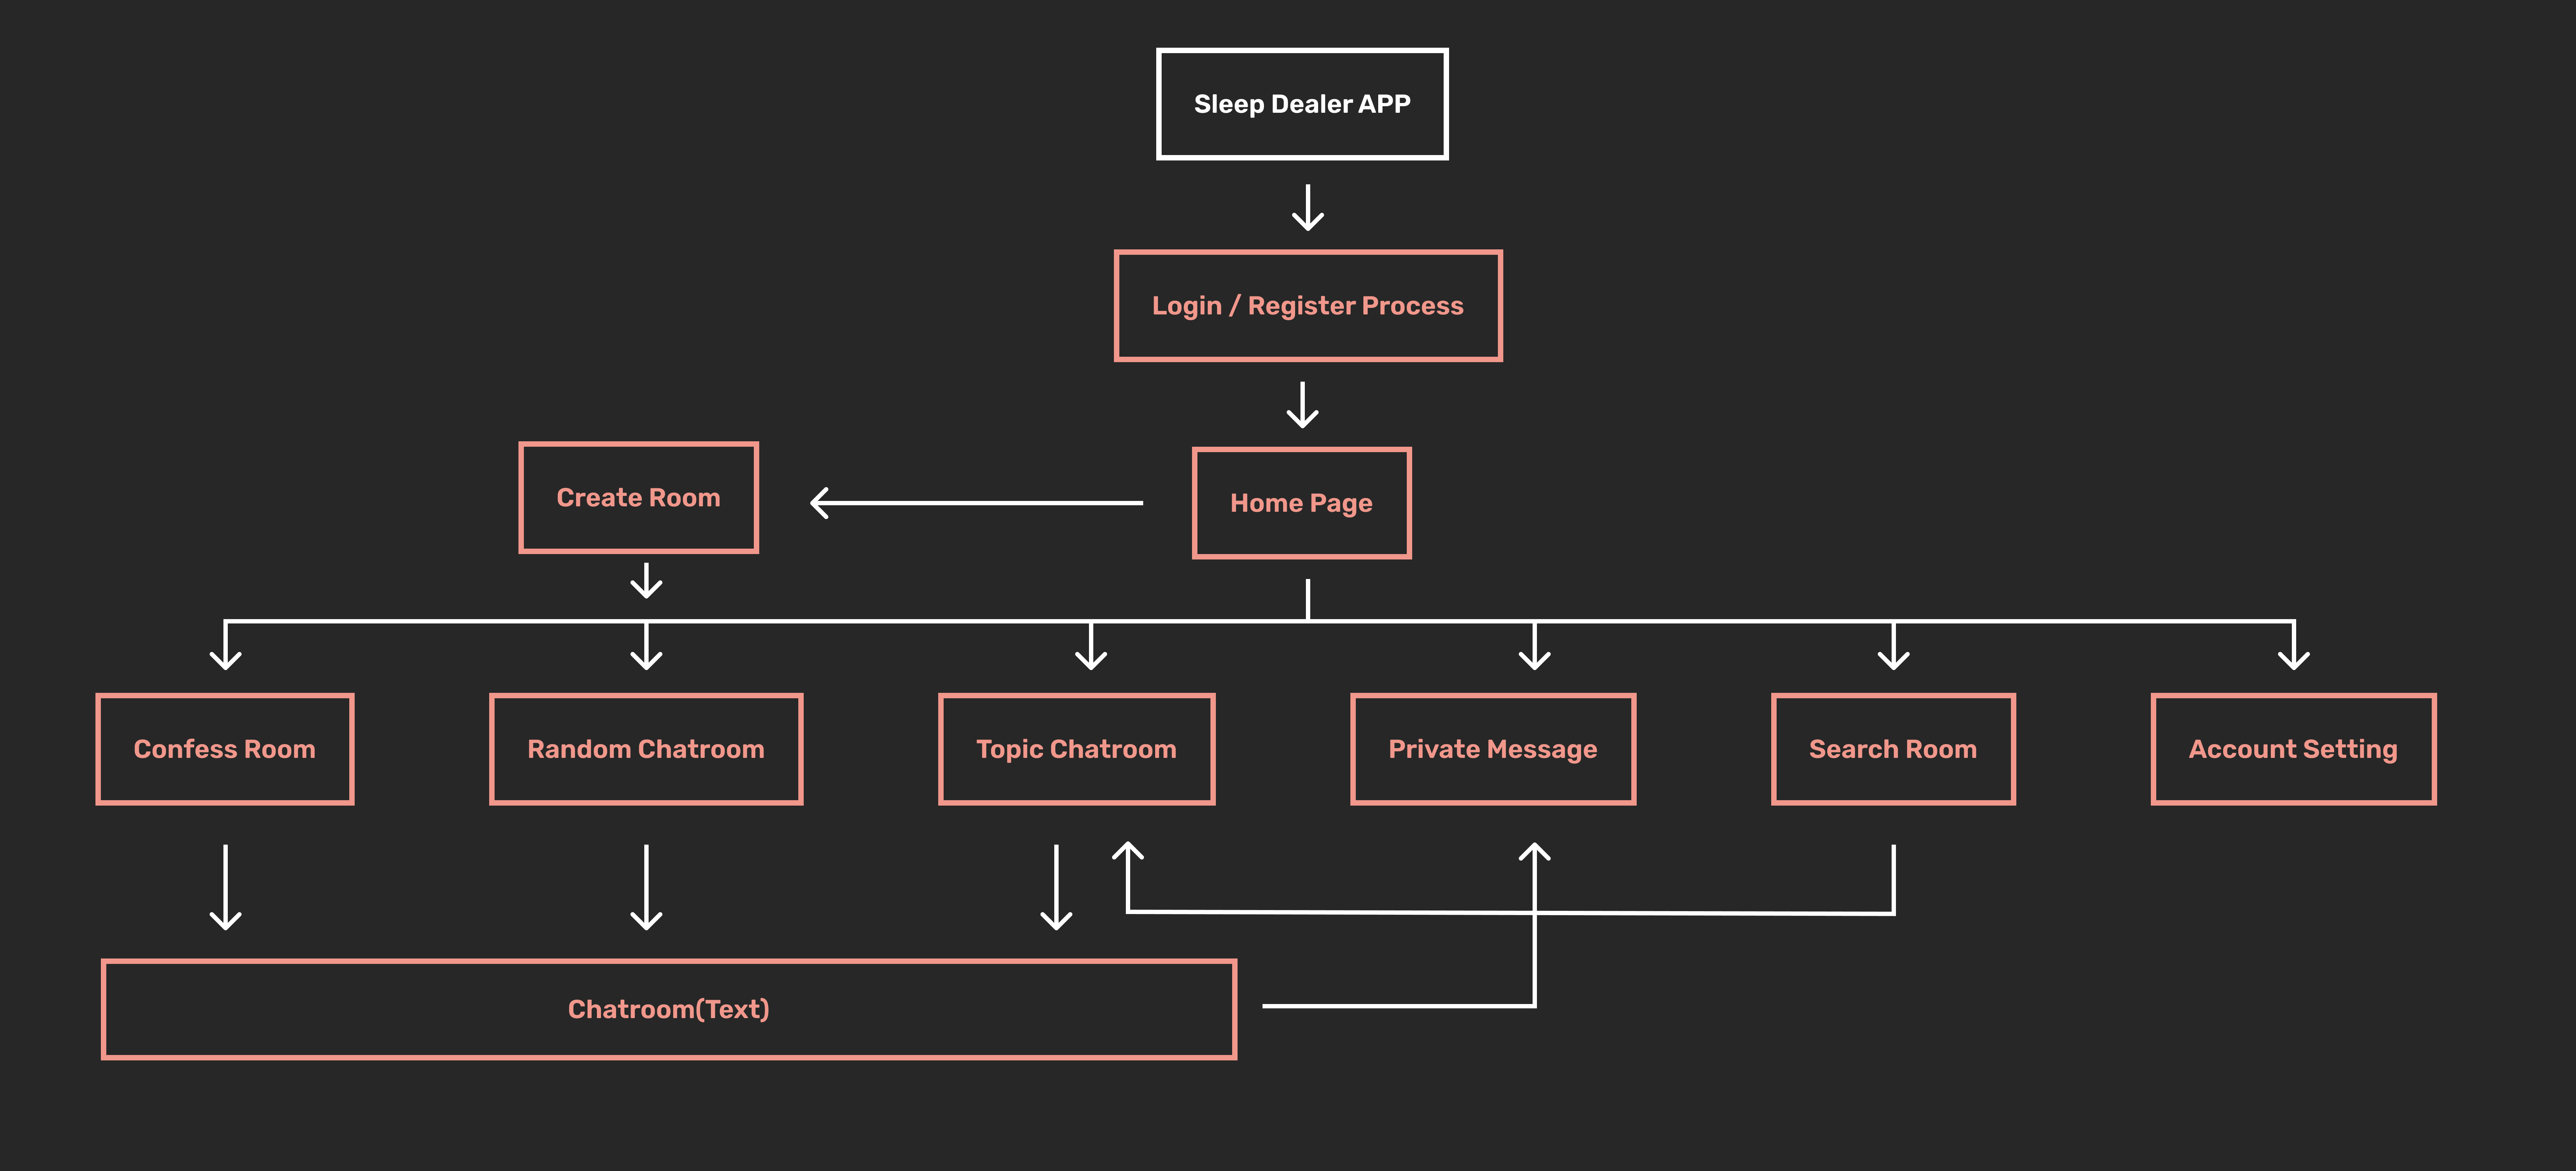 Sleep Dealer APP
Login / Register Process
Create Room
Home Page
Confess Room
Random Chatroom
Topic Chatroom
Private Message
Search Room
Account Setting
Chatroom(Text)